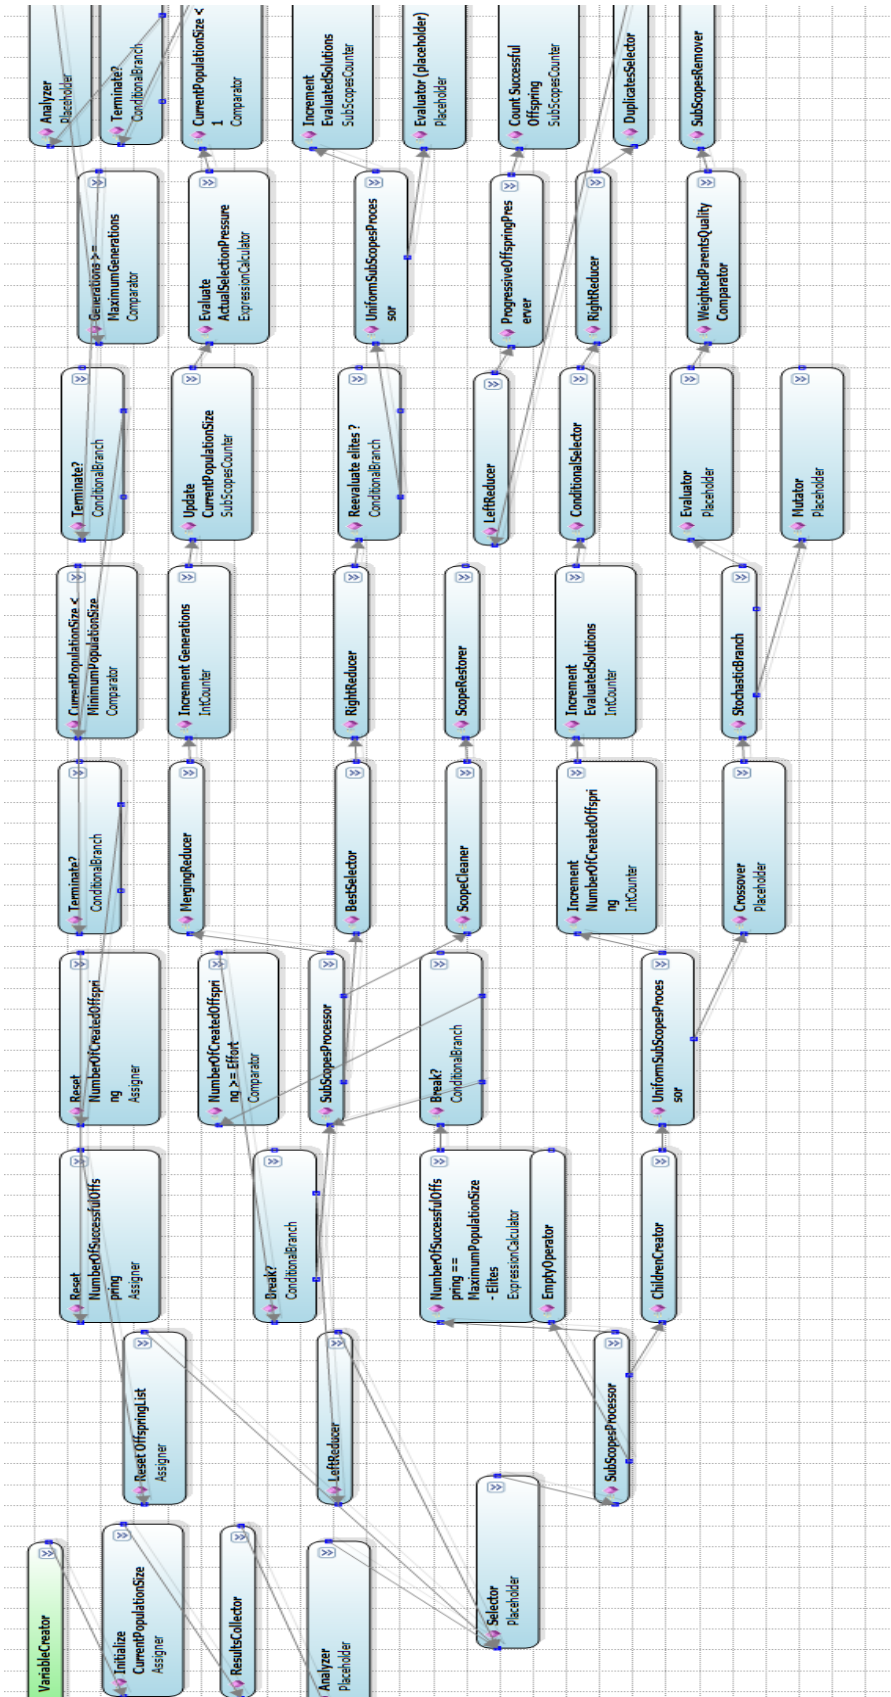 VariableCreator
Initialize
CurrentPopulationSize
Assigner
ResultsCollector
Analyzer
Placeholder
Reset OffspringList
Assigner
Reset
NumberOfSuccessfulOffs
pring
Assigner
Reset
NumberOfCreatedOffspri
ng
Assigner
Terminate?
ConditionalBranch
CurrentPopulationSize <
MinimumPopulationSize
Comparator
Terminate?
ConditionalBranch
Generations >=
MaximumGenerations
Comparator
Analyzer
Placeholder
Terminate?
ConditionalBranch
MergingReducer
Increment Generations
IntCounter
Update
CurrentPopulationSize
SubScopesCounter
Evaluate
ActualSelectionPressure
ExpressionCalculator
CurrentPopulationSize <
1
Comparator
Break?
ConditionalBranch
NumberOfCreatedOffspri
ng >= Effort
Comparator
LeftReducer
SubScopesProcessor
BestSelector
RightReducer
Reevaluate elites ?
ConditionalBranch
UniformSubScopesProces
sor
Increment
EvaluatedSolutions
SubScopesCounter
Evaluator (placeholder)
Placeholder
Selector
Placeholder
NumberOfSuccessfulOffs
pring ==
MaximumPopulationSize
- Elites
ExpressionCalculator
Break?
ConditionalBranch
ScopeCleaner
ScopeRestorer
LeftReducer
ProgressiveOffspringPres
erver
Count Successful
Offspring
SubScopesCounter
SubScopesProcessor
EmptyOperator
Increment
NumberOfCreatedOffspri
ng
IntCounter
Increment
EvaluatedSolutions
IntCounter
ConditionalSelector
RightReducer
DuplicatesSelector
ChildrenCreator
UniformSubScopesProces
sor
Crossover
Placeholder
StochasticBranch
Evaluator
Placeholder
WeightedParentsQuality
Comparator
SubScopesRemover
Mutator
Placeholder